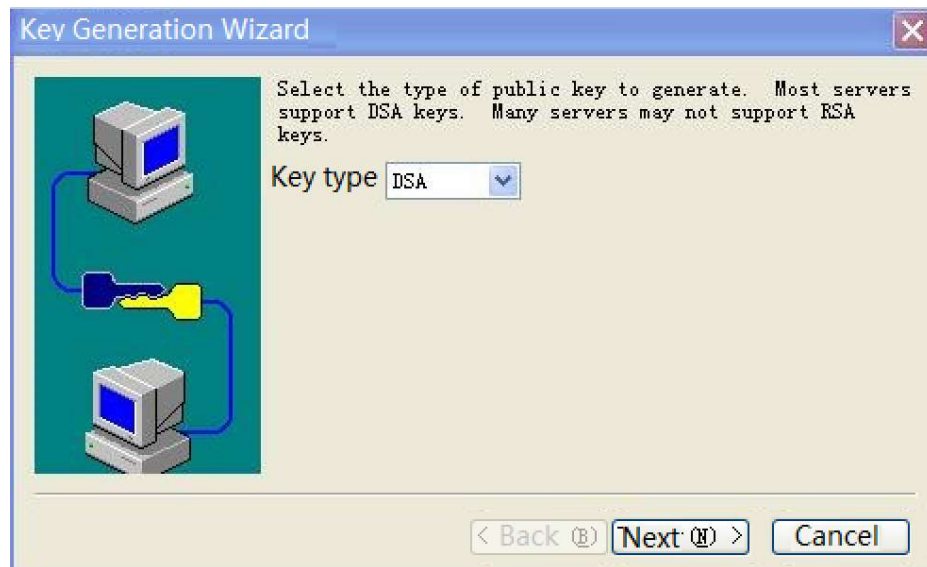 Key Generation Wizard
Select the type of public key to generate. Most servers
support DSA keys. Many servers may not support RSA
keys.
Key type DSA
< Back (B) Next (N) > Cancel